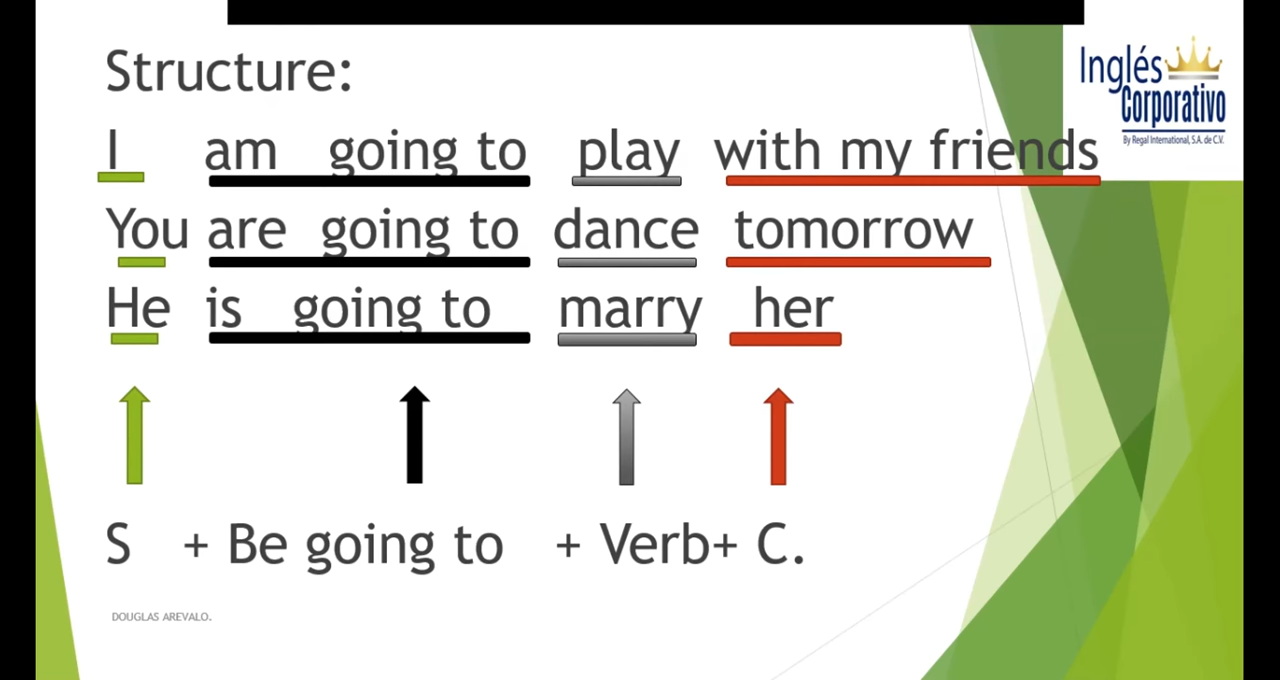 Structure:
Inglés
Corporativo
By Regal International, S.A. de C.V.
I am going to play with my friends
You are going to dance tomorrow
He is going to marry her
S + Be going to + Verb+ C.
DOUGLAS AREVALO.